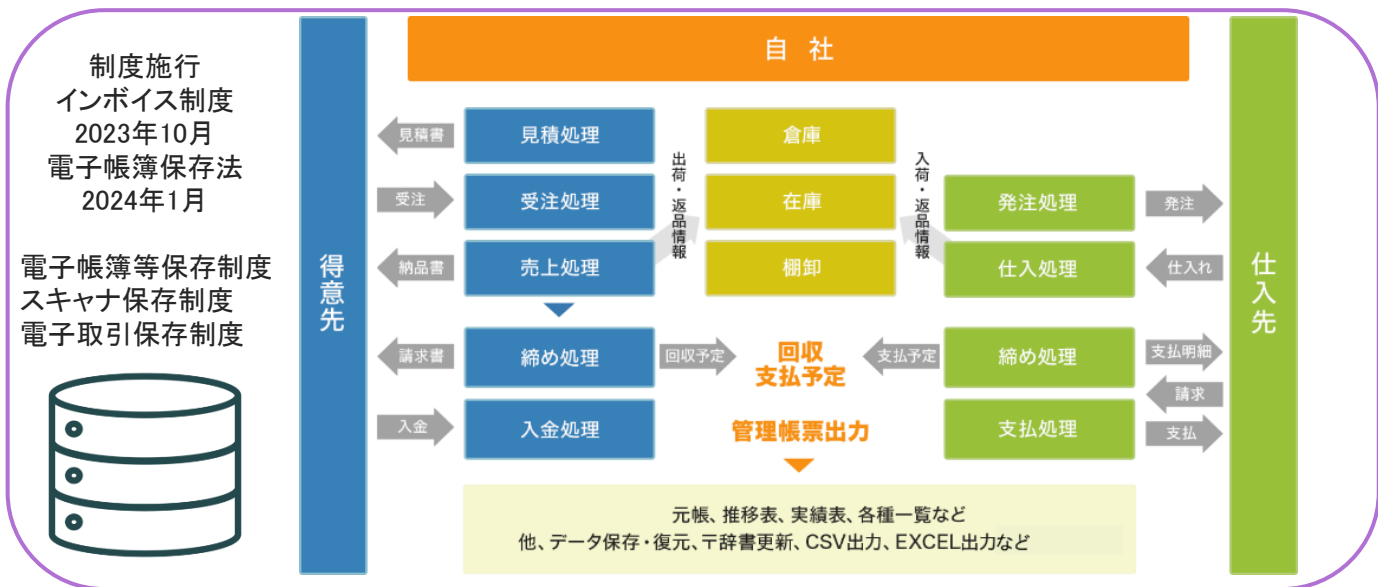 制度施行
インボイス制度
2023年10月
電子帳簿保存法
2024年1月
電子帳簿等保存制度
スキャナ保存制度
電子取引保存制度
得意先
自社
見積書
見積処理
受注
受注処理
納品書
売上処理
請求書
締め処理
入金
入金処理
出荷・返品情報
倉庫
在庫
棚卸
入荷・返品情報
回収予定
回収
支払予定
支払予定
管理帳票出力
発注処理
発注
仕入処理
仕入れ
締め処理
支払明細
請求
支払処理
支払
仕入先
元帳、推移表、実績表、各種一覧など
他、データ保存・復元、〒辞書更新、CSV出力、EXCEL出力など